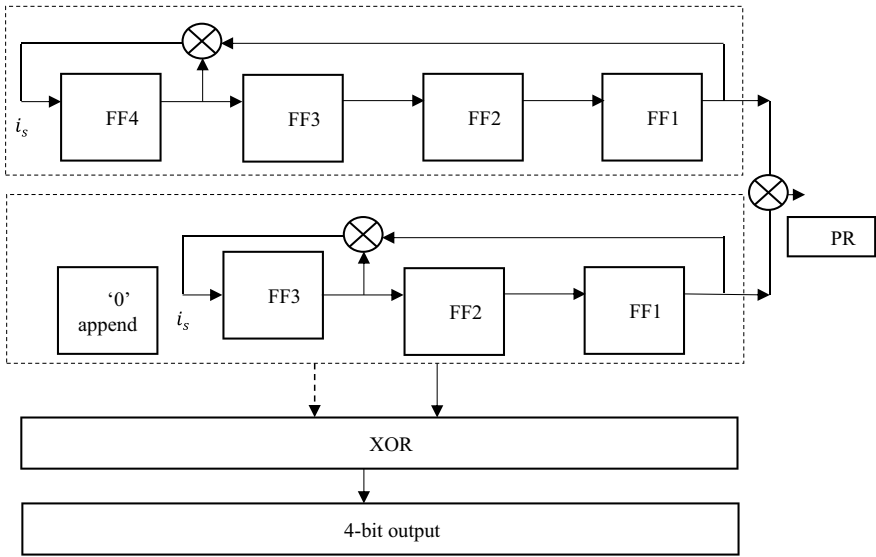 FF4
FF3
FF2
FF1
i_s
PR
‘0’
append
i_s
FF3
FF2
FF1
XOR
4-bit output